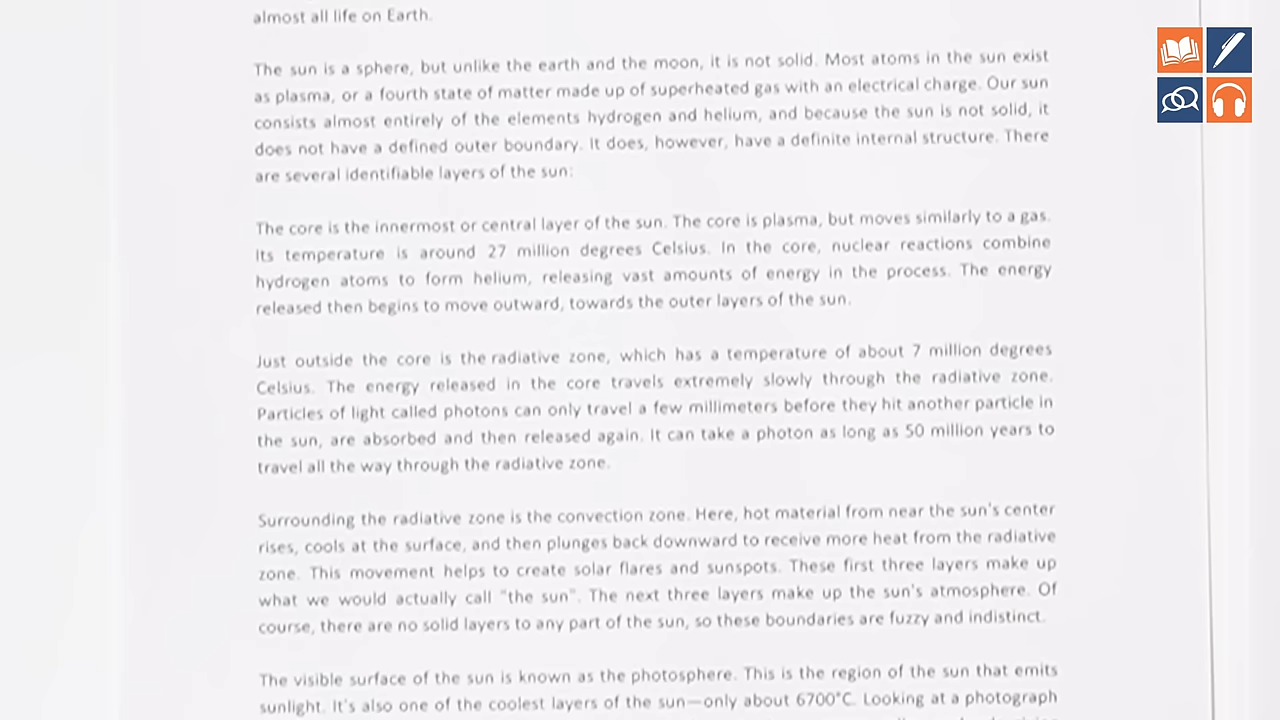 almost all life on Earth.
The sun is a sphere, but unlike the earth and the moon, it is not solid. Most atoms in the sun exist
as plasma, or a fourth state of matter made up of superheated gas with an electrical charge. Our sun
consists almost entirely of the elements hydrogen and helium, and because the sun is not solid, it
does not have a defined outer boundary. It does, however, have a definite internal structure. There
are several identifiable layers of the sun:
The core is the innermost or central layer of the sun. The core is plasma, but moves similarly to a gas.
Its temperature is around 27 million degrees Celsius. In the core, nuclear reactions combine
hydrogen atoms to form helium, releasing vast amounts of energy in the process. The energy
released then begins to move outward, towards the outer layers of the sun.
Just outside the core is the radiative zone, which has a temperature of about 7 million degrees
Celsius. The energy released in the core travels extremely slowly through the radiative zone.
Particles of light called photons can only travel a few millimeters before they hit another particle in
the sun, are absorbed and then released again. It can take a photon as long as 50 million years to
travel all the way through the radiative zone.
Surrounding the radiative zone is the convection zone. Here, hot material from near the sun's center
rises, cools at the surface, and then plunges back downward to receive more heat from the radiative
zone. This movement helps to create solar flares and sunspots. These first three layers make up
what we would actually call "the sun". The next three layers make up the sun's atmosphere. Of
course, there are no solid layers to any part of the sun, so these boundaries are fuzzy and indistinct.
The visible surface of the sun is known as the photosphere. This is the region of the sun that emits
sunlight. It's also one of the coolest layers of the sun—only about 6700°C. Looking at a photograph